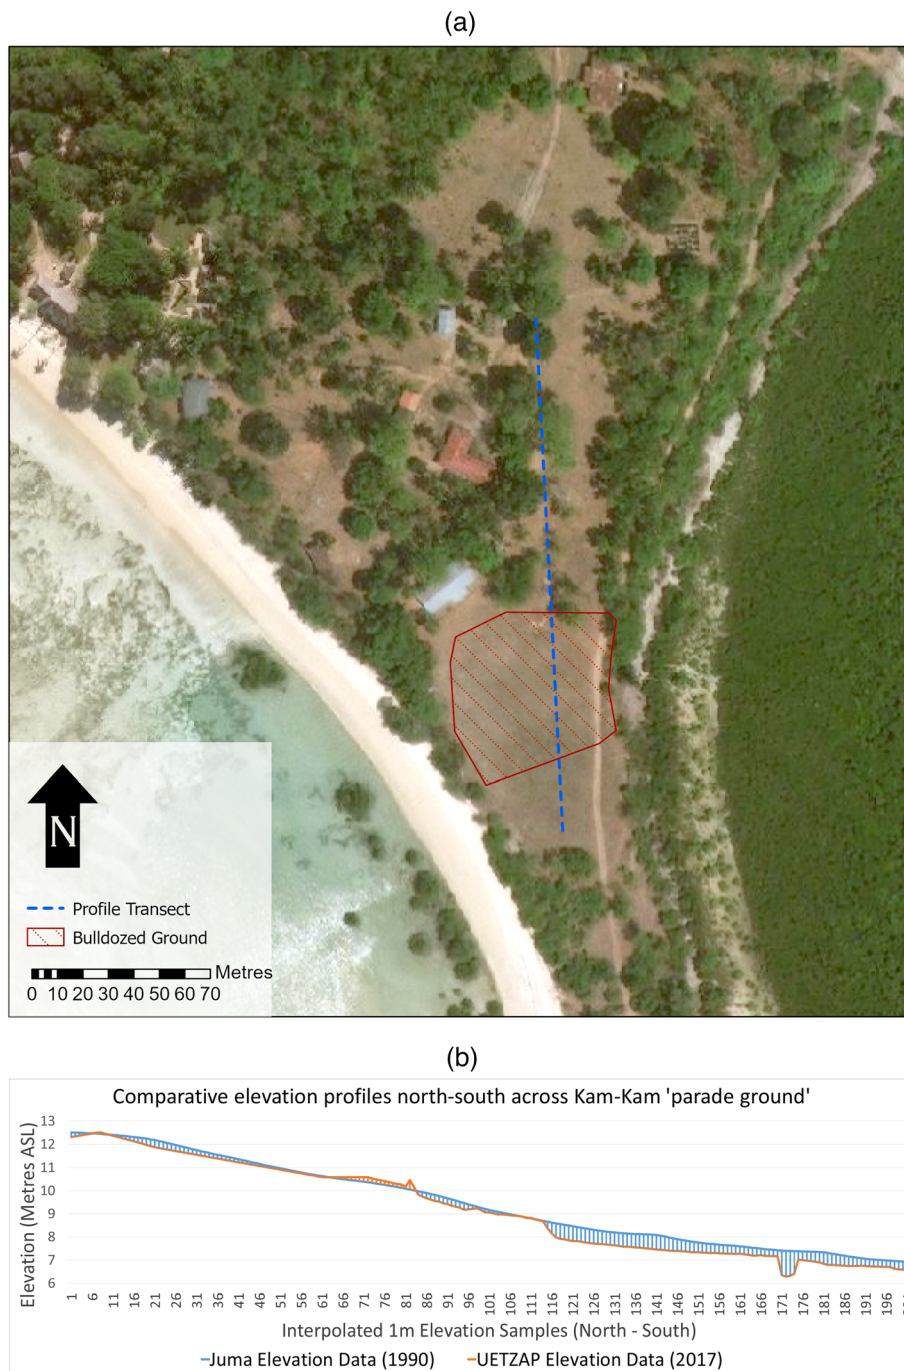 (a)
N
Profile Transect
Bulldozed Ground
Metres
0 10 20 30 40 50 60 70
(b)
Comparative elevation profiles north-south across Kam-Kam 'parade ground'
Elevation (Metres ASL)
13
12
11
10
9
8
7
6
1 6 11 16 21 26 31 36 41 46 51 56 61 66 71 76 81 86 91 96 101 106 111 116 121 126 131 136 141 146 151 156 161 166 171 176 181 186 191 196
Interpolated 1m Elevation Samples (North - South)
Juma Elevation Data (1990) UETZAP Elevation Data (2017)